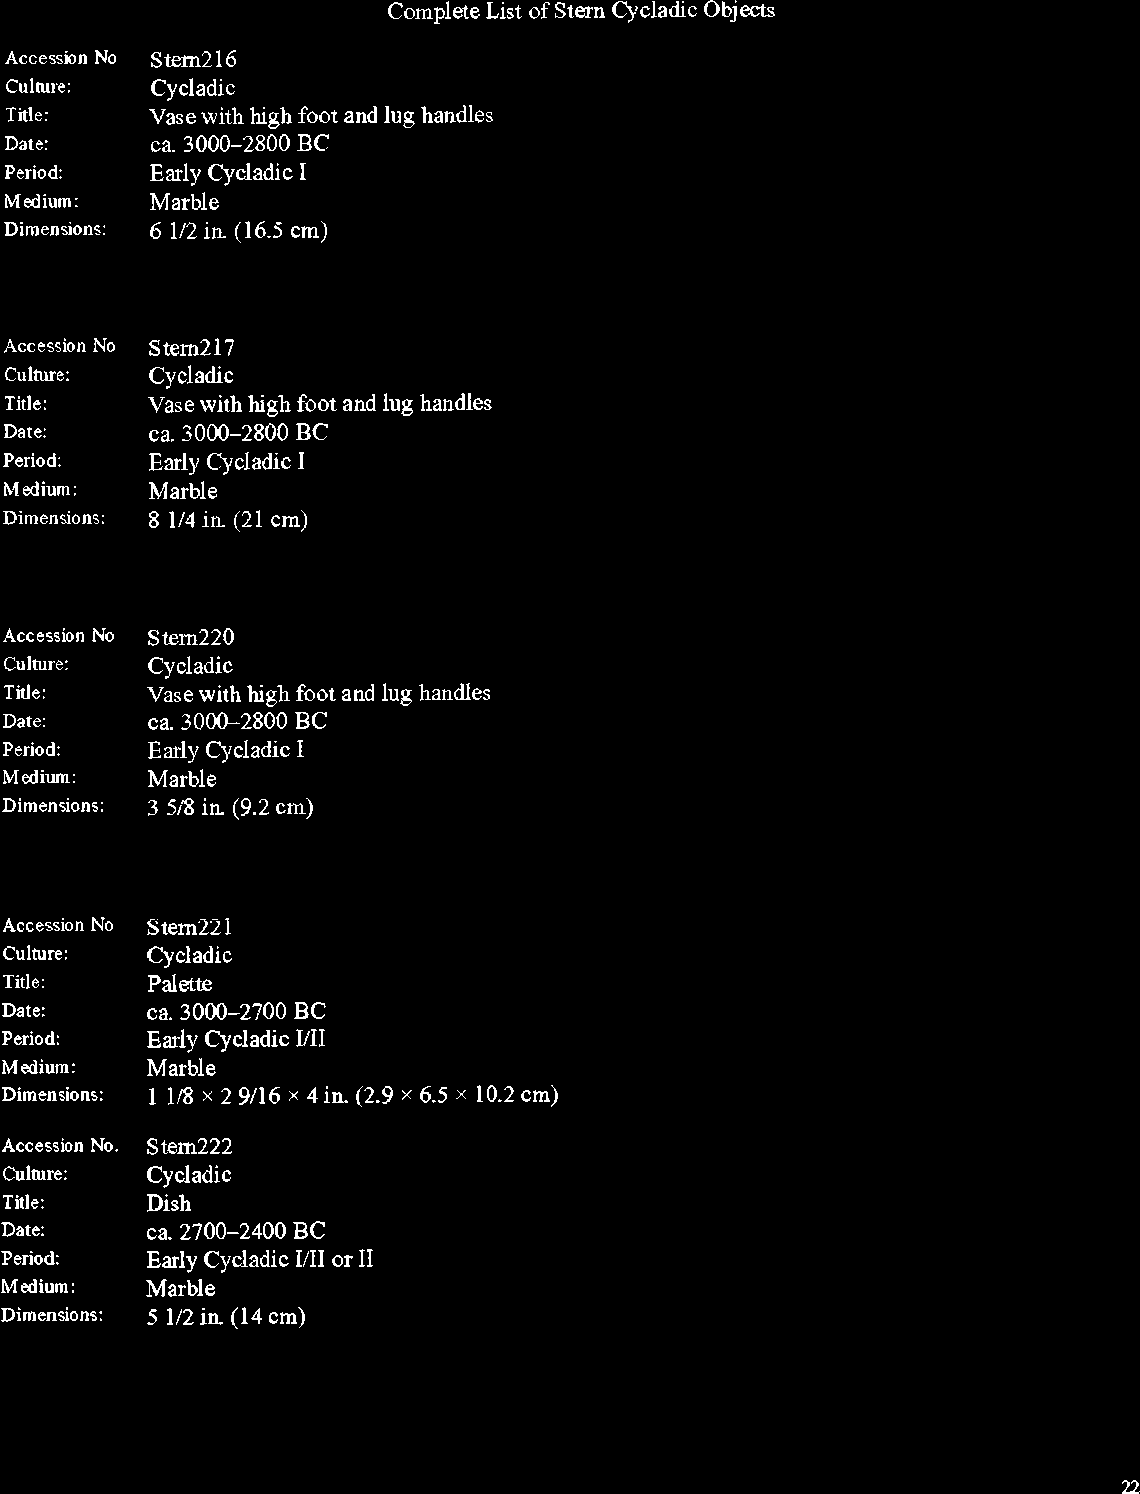 Complete List of Stern Cycladic Objects
Accession No Stern216
Culture: Cycladic
Title: Vase with high foot and lug handles
Date: ca. 3000–2800 BC
Period: Early Cycladic I
Medium: Marble
Dimensions: 6 1/2 in. (16.5 cm)
Accession No Stern217
Culture: Cycladic
Title: Vase with high foot and lug handles
Date: ca. 3000–2800 BC
Period: Early Cycladic I
Medium: Marble
Dimensions: 8 1/4 in. (21 cm)
Accession No Stern220
Culture: Cycladic
Title: Vase with high foot and lug handles
Date: ca. 3000–2800 BC
Period: Early Cycladic I
Medium: Marble
Dimensions: 3 5/8 in. (9.2 cm)
Accession No Stern221
Culture: Cycladic
Title: Palette
Date: ca. 3000–2700 BC
Period: Early Cycladic I/II
Medium: Marble
Dimensions: 1 1/8 × 2 9/16 × 4 in. (2.9 × 6.5 × 10.2 cm)
Accession No. Stern222
Culture: Cycladic
Title: Dish
Date: ca. 2700–2400 BC
Period: Early Cycladic I/II or II
Medium: Marble
Dimensions: 5 1/2 in. (14 cm)
22